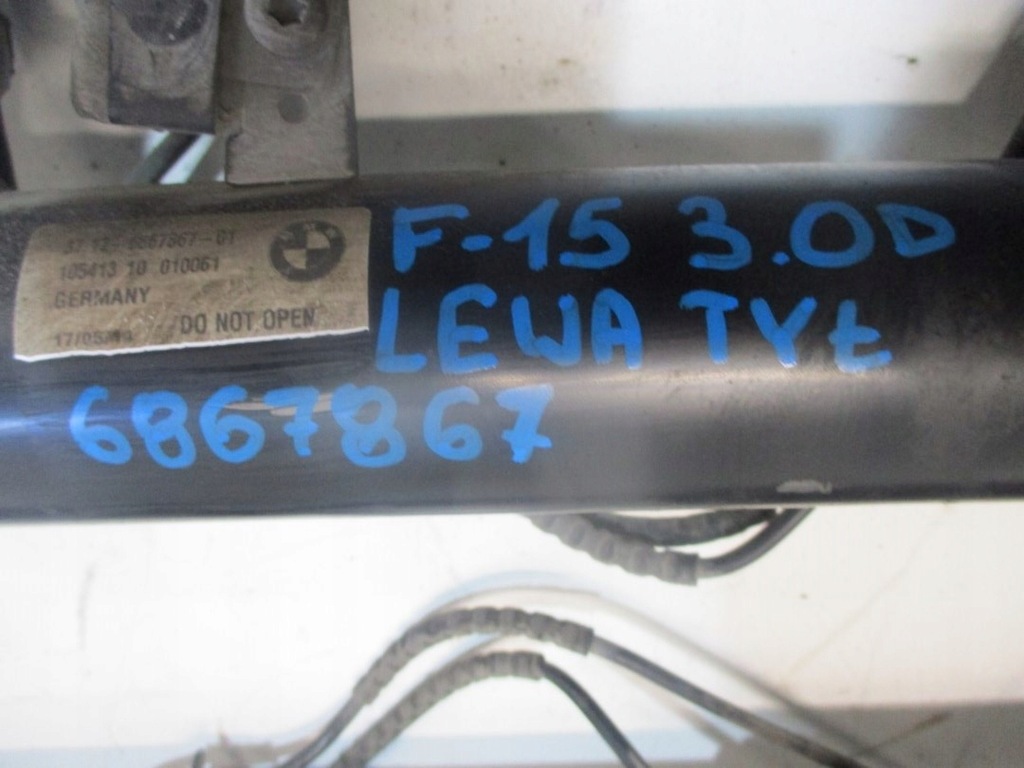 37 12-6867867-01
105413 10 010061
GERMANY
DO NOT OPEN
F-15 3.0D
LEWA TYŁ
6867867